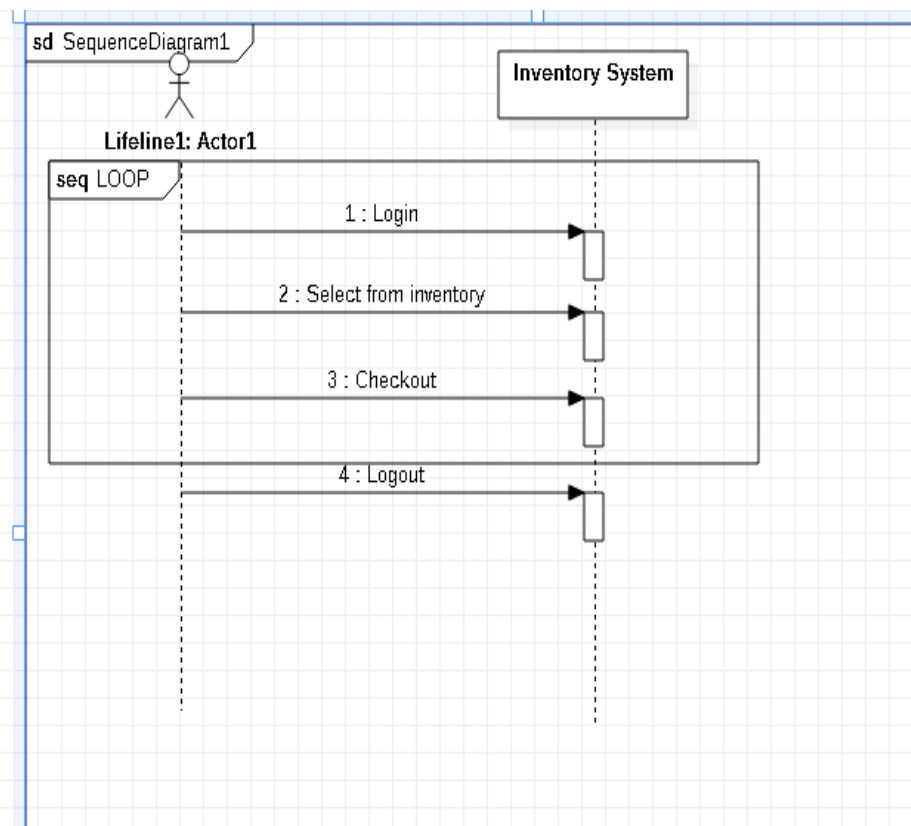 sd SequenceDiagram1
Inventory System
Lifeline1: Actor1
seq LOOP
1 : Login
2 : Select from inventory
3 : Checkout
4 : Logout